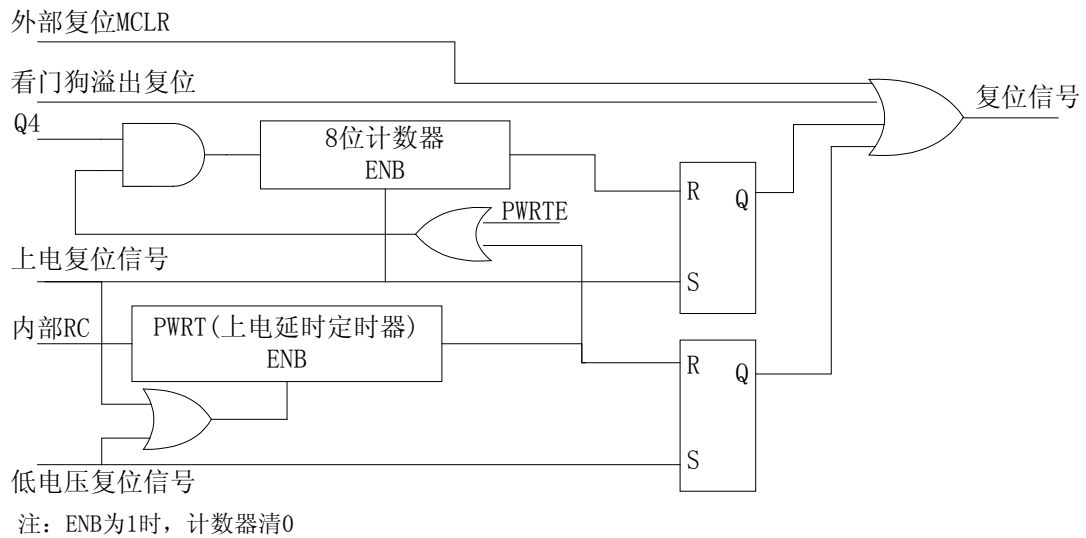 外部复位MCLR
看门狗溢出复位
复位信号
Q4
8位计数器
ENB
R Q
PWRTE
上电复位信号
S
内部RC
PWRT(上电延时定时器)
ENB
R Q
S
低电压复位信号
注：ENB为1时，计数器清0